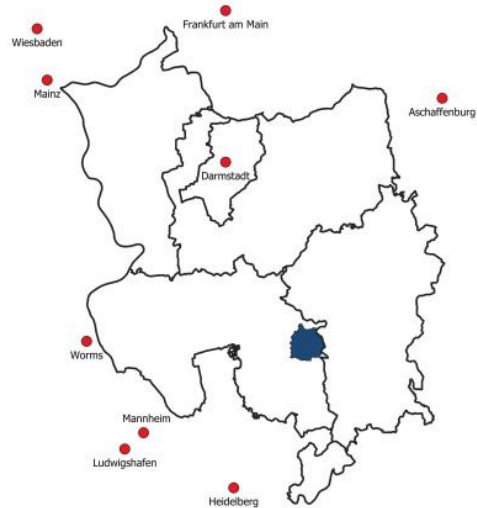 Frankfurt am Main
Wiesbaden
Mainz
Aschaffenburg
Darmstadt
Worms
Mannheim
Ludwigshafen
Heidelberg